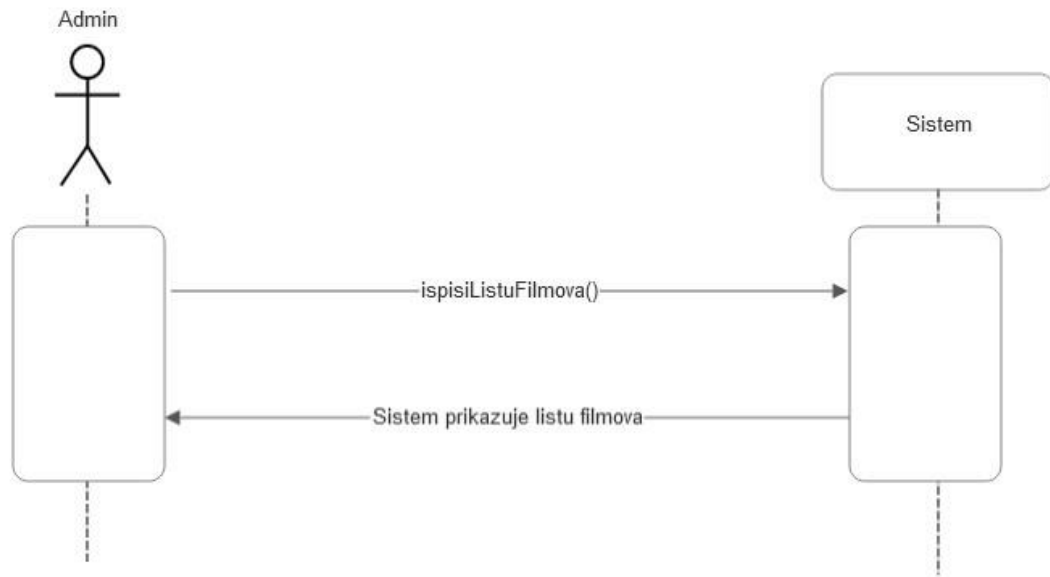 Admin
Sistem
ispisiListuFilmova()
Sistem prikazuje listu filmova